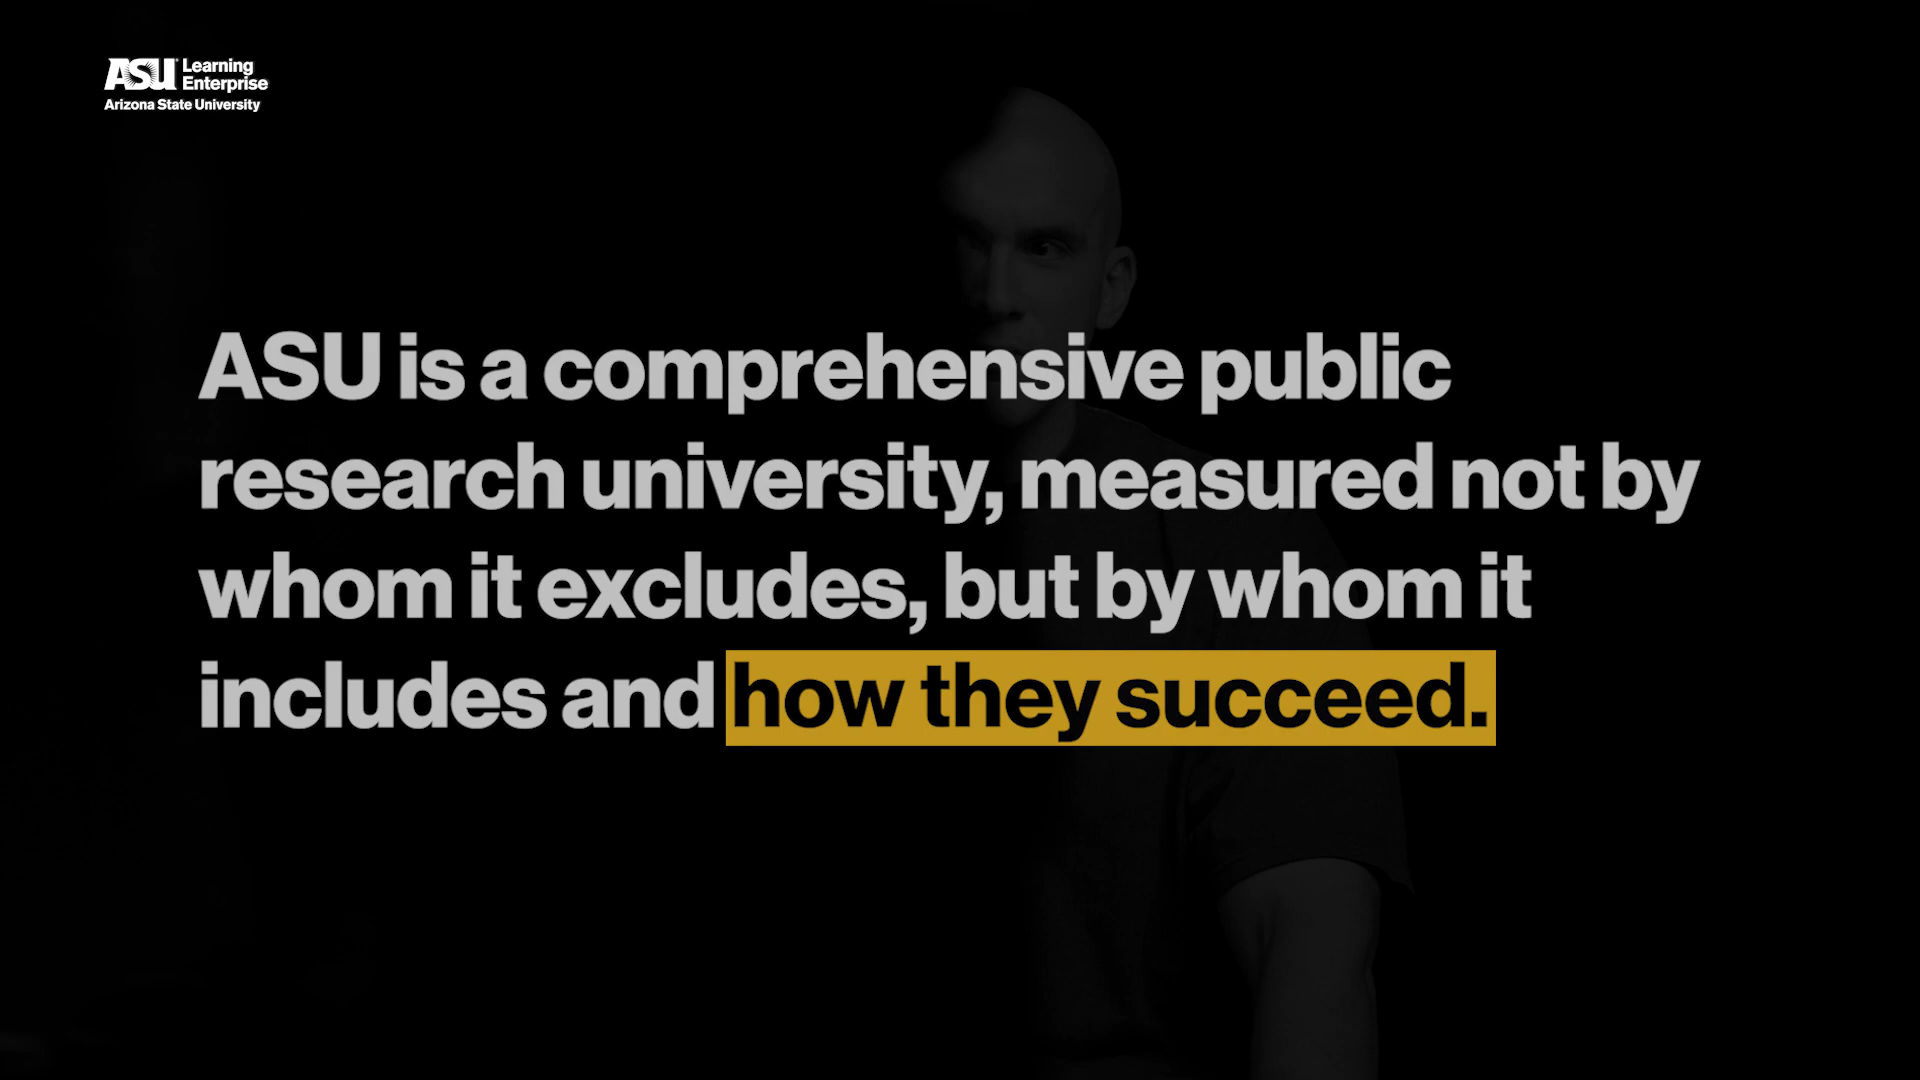 ASU Learning
Enterprise
Arizona State University
ASU is a comprehensive public
research university, measured not by
whom it excludes, but by whom it
includes and how they succeed.